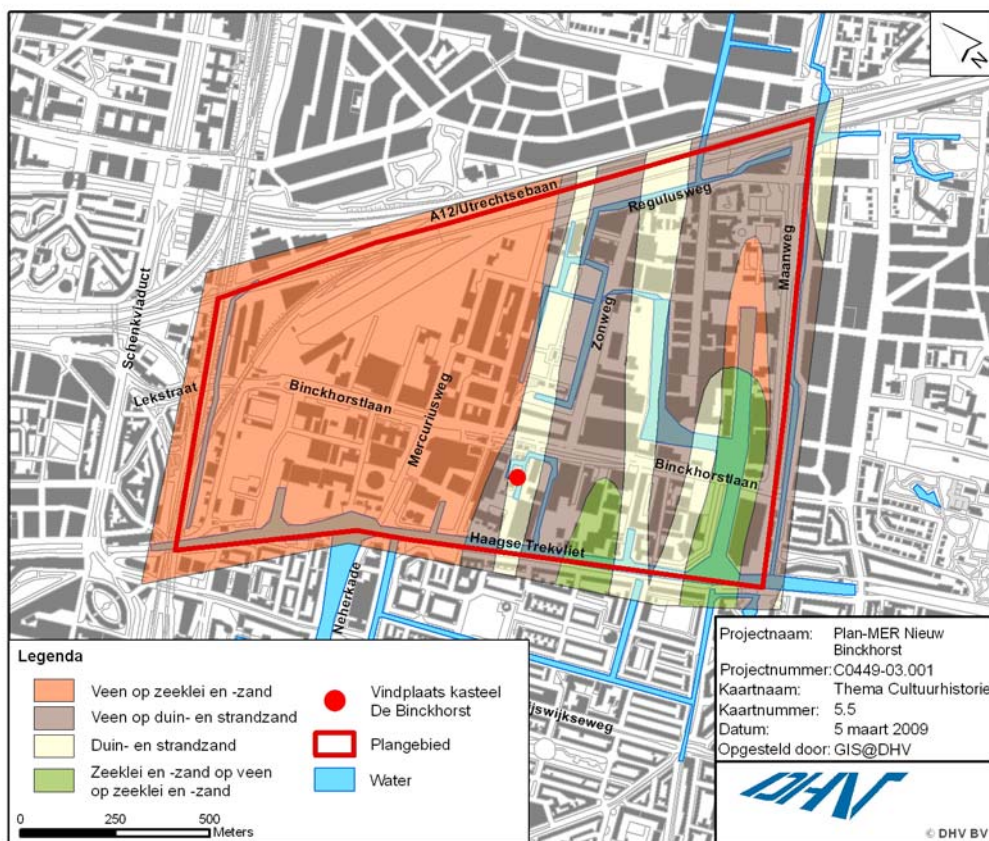 N
A12/Utrechtsebaan
Regulusweg
Maanweg
Schenkviaduct
Zonweg
Lekstraat
Binckhorstlaan
Mercuriusweg
Binckhorstlaan
Haagse Trekvliet
Neherkade
ijswijkseweg
Legenda
Veen op zeeklei en -zand
Veen op duin- en strandzand
Duin- en strandzand
Zeeklei en -zand op veen
op zeeklei en -zand
Vindplaats kasteel
De Binckhorst
Plangebied
Water
0 250 500
Meters
Projectnaam: Plan-MER Nieuw
Binckhorst
Projectnummer: C0449-03.001
Kaartnaam: Thema Cultuurhistorie
Kaartnummer: 5.5
Datum: 5 maart 2009
Opgesteld door: GIS@DHV
DHV
© DHV BV